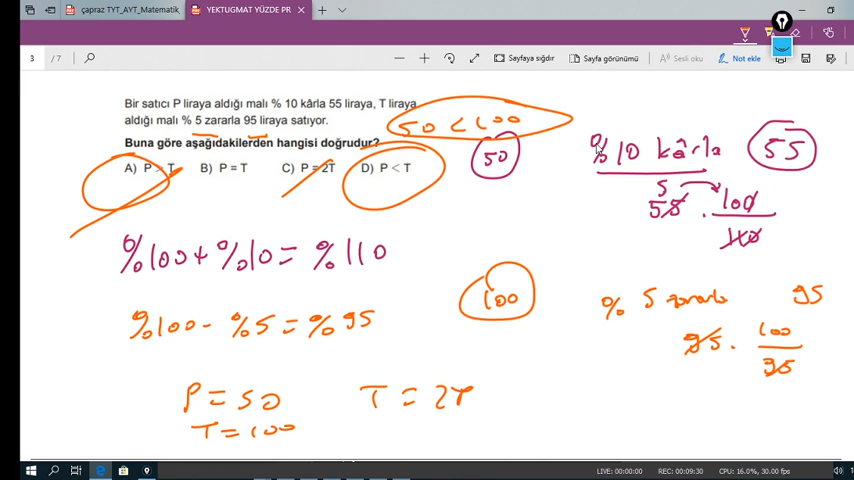 çapraz TYT_AYT_Matematik_
YEKTUGMAT YÜZDE PR
3 /7
Sayfaya sığdır
Sayfa görünümü
Sesli oku
Not ekle
Bir satıcı P liraya aldığı malı % 10 kârla 55 liraya, T liraya
aldığı malı % 5 zararla 95 liraya satıyor.
50 < 100
Buna göre aşağıdakilerden hangisi doğrudur?
A) P > T B) P = T C) P = 2T D) P < T
50
%10 kârla 55
5
55 . 100
110
%100 + %10 = %110
100
% 5 zararla 95
95 . 100
95
%100 - %5 = %95
P = 50 T = 2P
T = 100
LIVE: 00:00:00 REC: 00:09:30 CPU: 16.0%, 30.00 fps